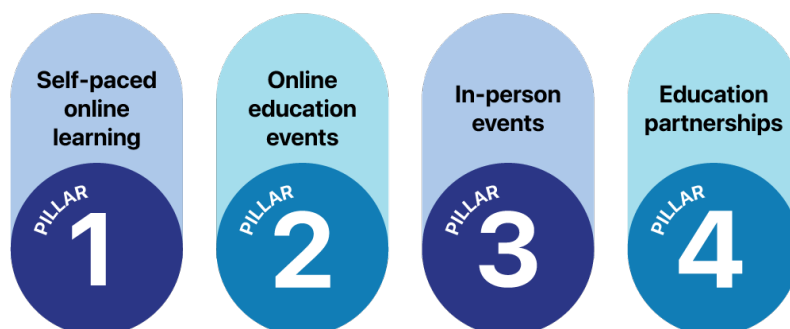 Self-paced
online
learning
PILLAR
1
Online
education
events
PILLAR
2
In-person
events
PILLAR
3
Education
partnerships
PILLAR
4